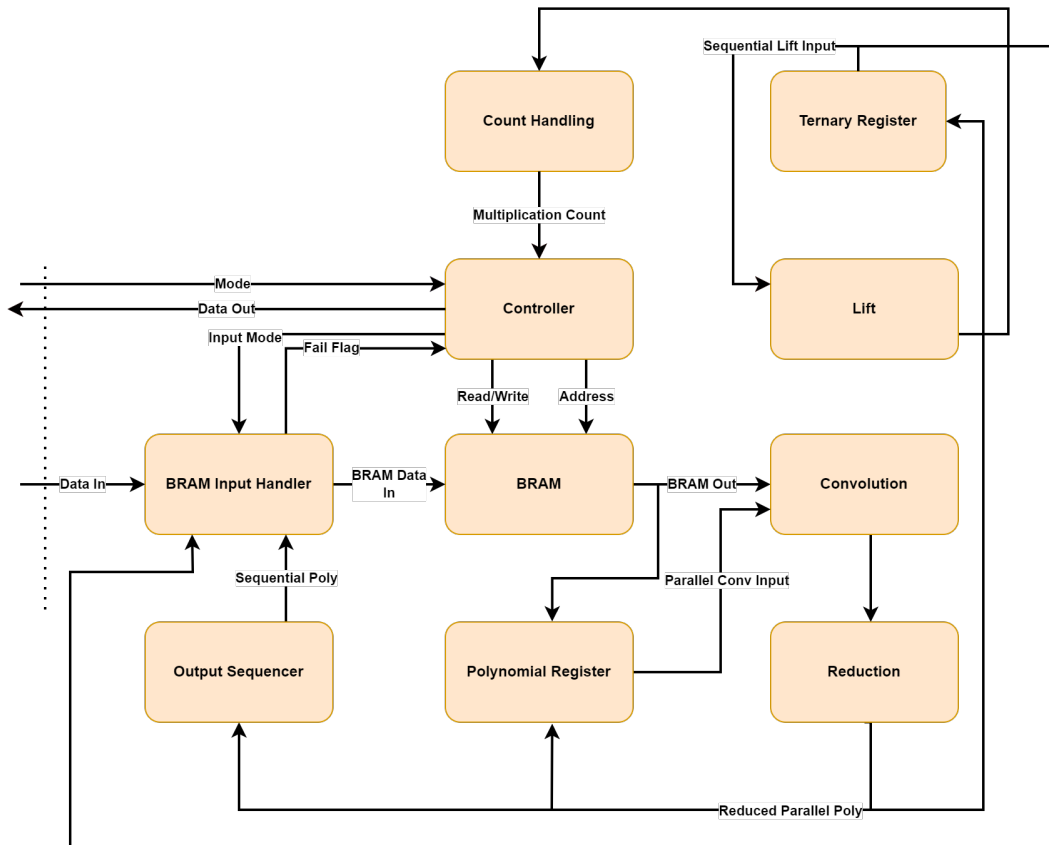 Sequential Lift Input
Count Handling
Ternary Register
Multiplication Count
Mode
Controller
Lift
Data Out
Input Mode
Fail Flag
Read/Write
Address
Data In
BRAM Input Handler
BRAM Data
In
BRAM
BRAM Out
Convolution
Sequential Poly
Parallel Conv Input
Output Sequencer
Polynomial Register
Reduction
Reduced Parallel Poly